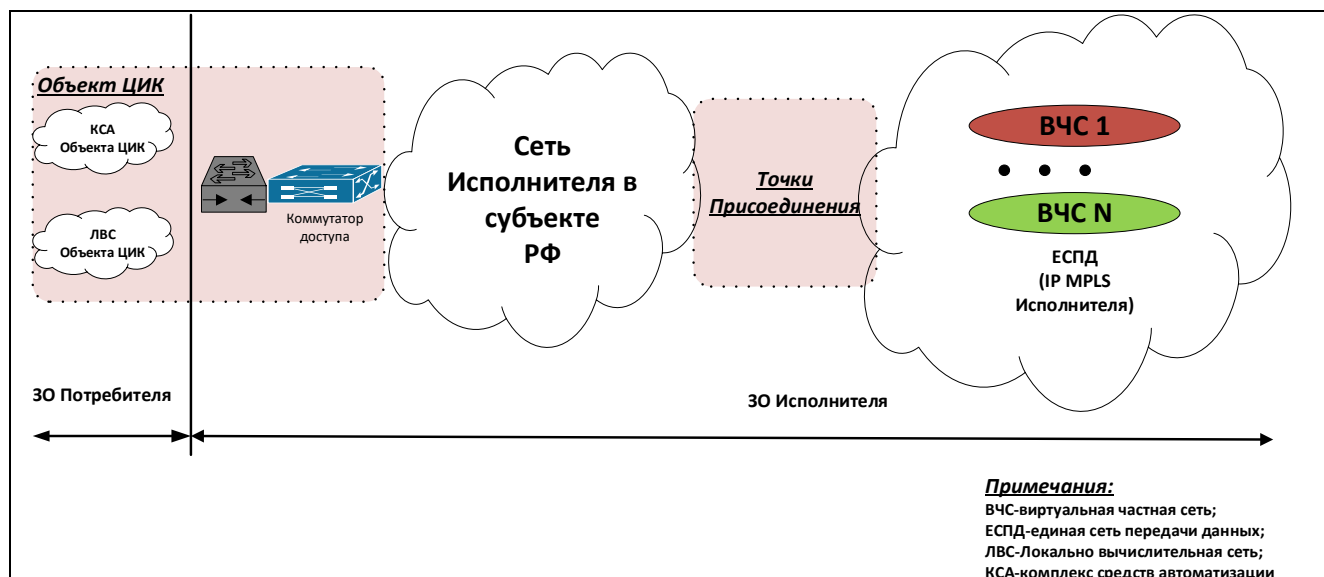 Объект ЦИК
КСА
Объекта ЦИК
ЛВС
Объекта ЦИК
Коммутатор
доступа
Сеть
Исполнителя в
субъекте
РФ
Точки
Присоединения
ВЧС 1
ВЧС N
ЕСПД
(IP MPLS
Исполнителя)
ЗО Потребителя
ЗО Исполнителя
Примечания:
ВЧС-виртуальная частная сеть;
ЕСПД-единая сеть передачи данных;
ЛВС-Локально вычислительная сеть;
КСА-комплекс средств автоматизации